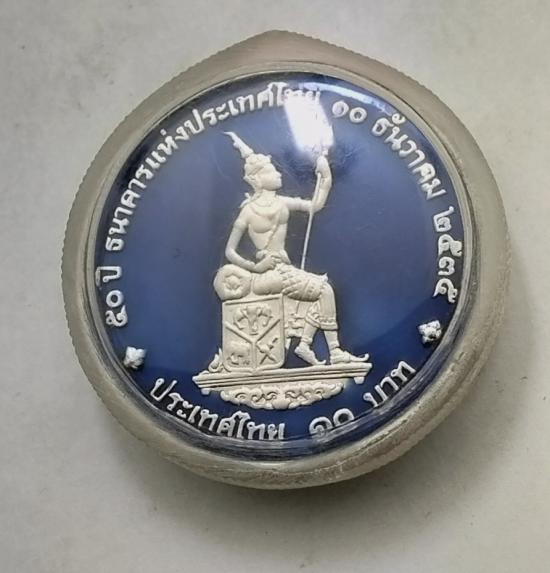 ๕๐ ปี ธนาคารแห่งประเทศไทย ๑๐ ธันวาคม ๒๕๓๕
ประเทศไทย ๑๐ บาท